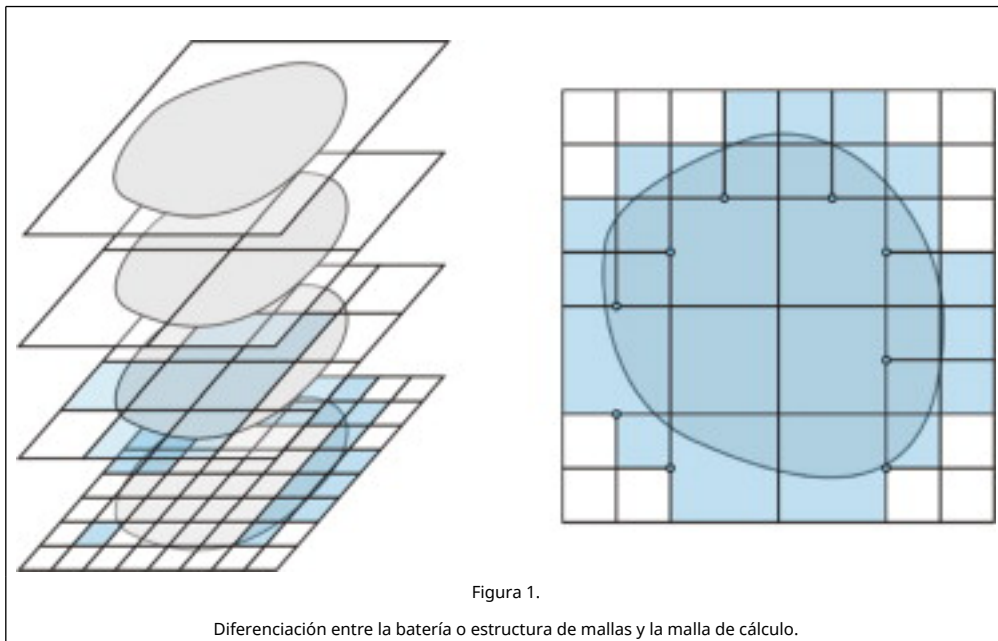 Figura 1.
Diferenciación entre la batería o estructura de mallas y la malla de cálculo.